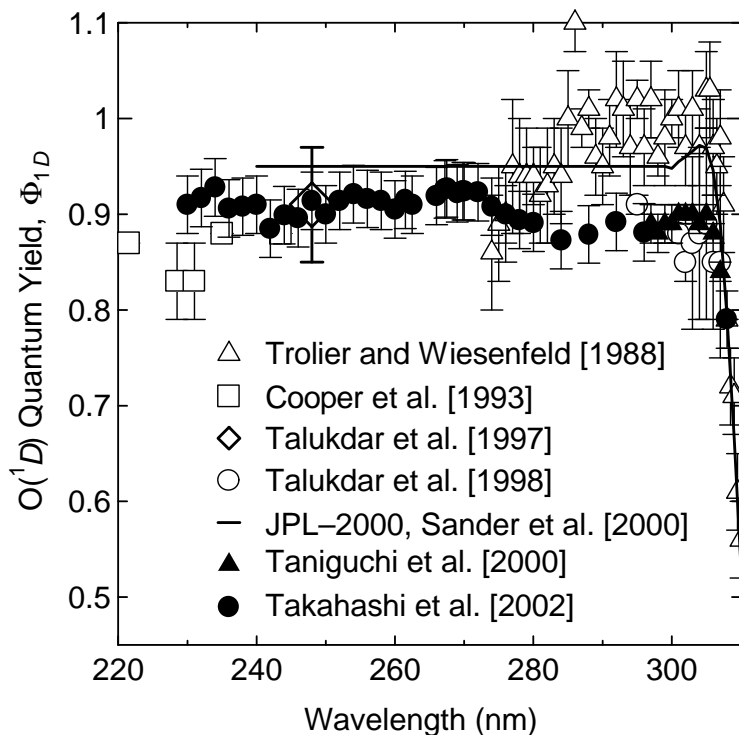 1.1
1
0.9
0.8
0.7
0.6
0.5
O(¹D) Quantum Yield, Φ₁D
Trolier and Wiesenfeld [1988]
Cooper et al. [1993]
Talukdar et al. [1997]
Talukdar et al. [1998]
JPL–2000, Sander et al. [2000]
Taniguchi et al. [2000]
Takahashi et al. [2002]
220 240 260 280 300
Wavelength (nm)